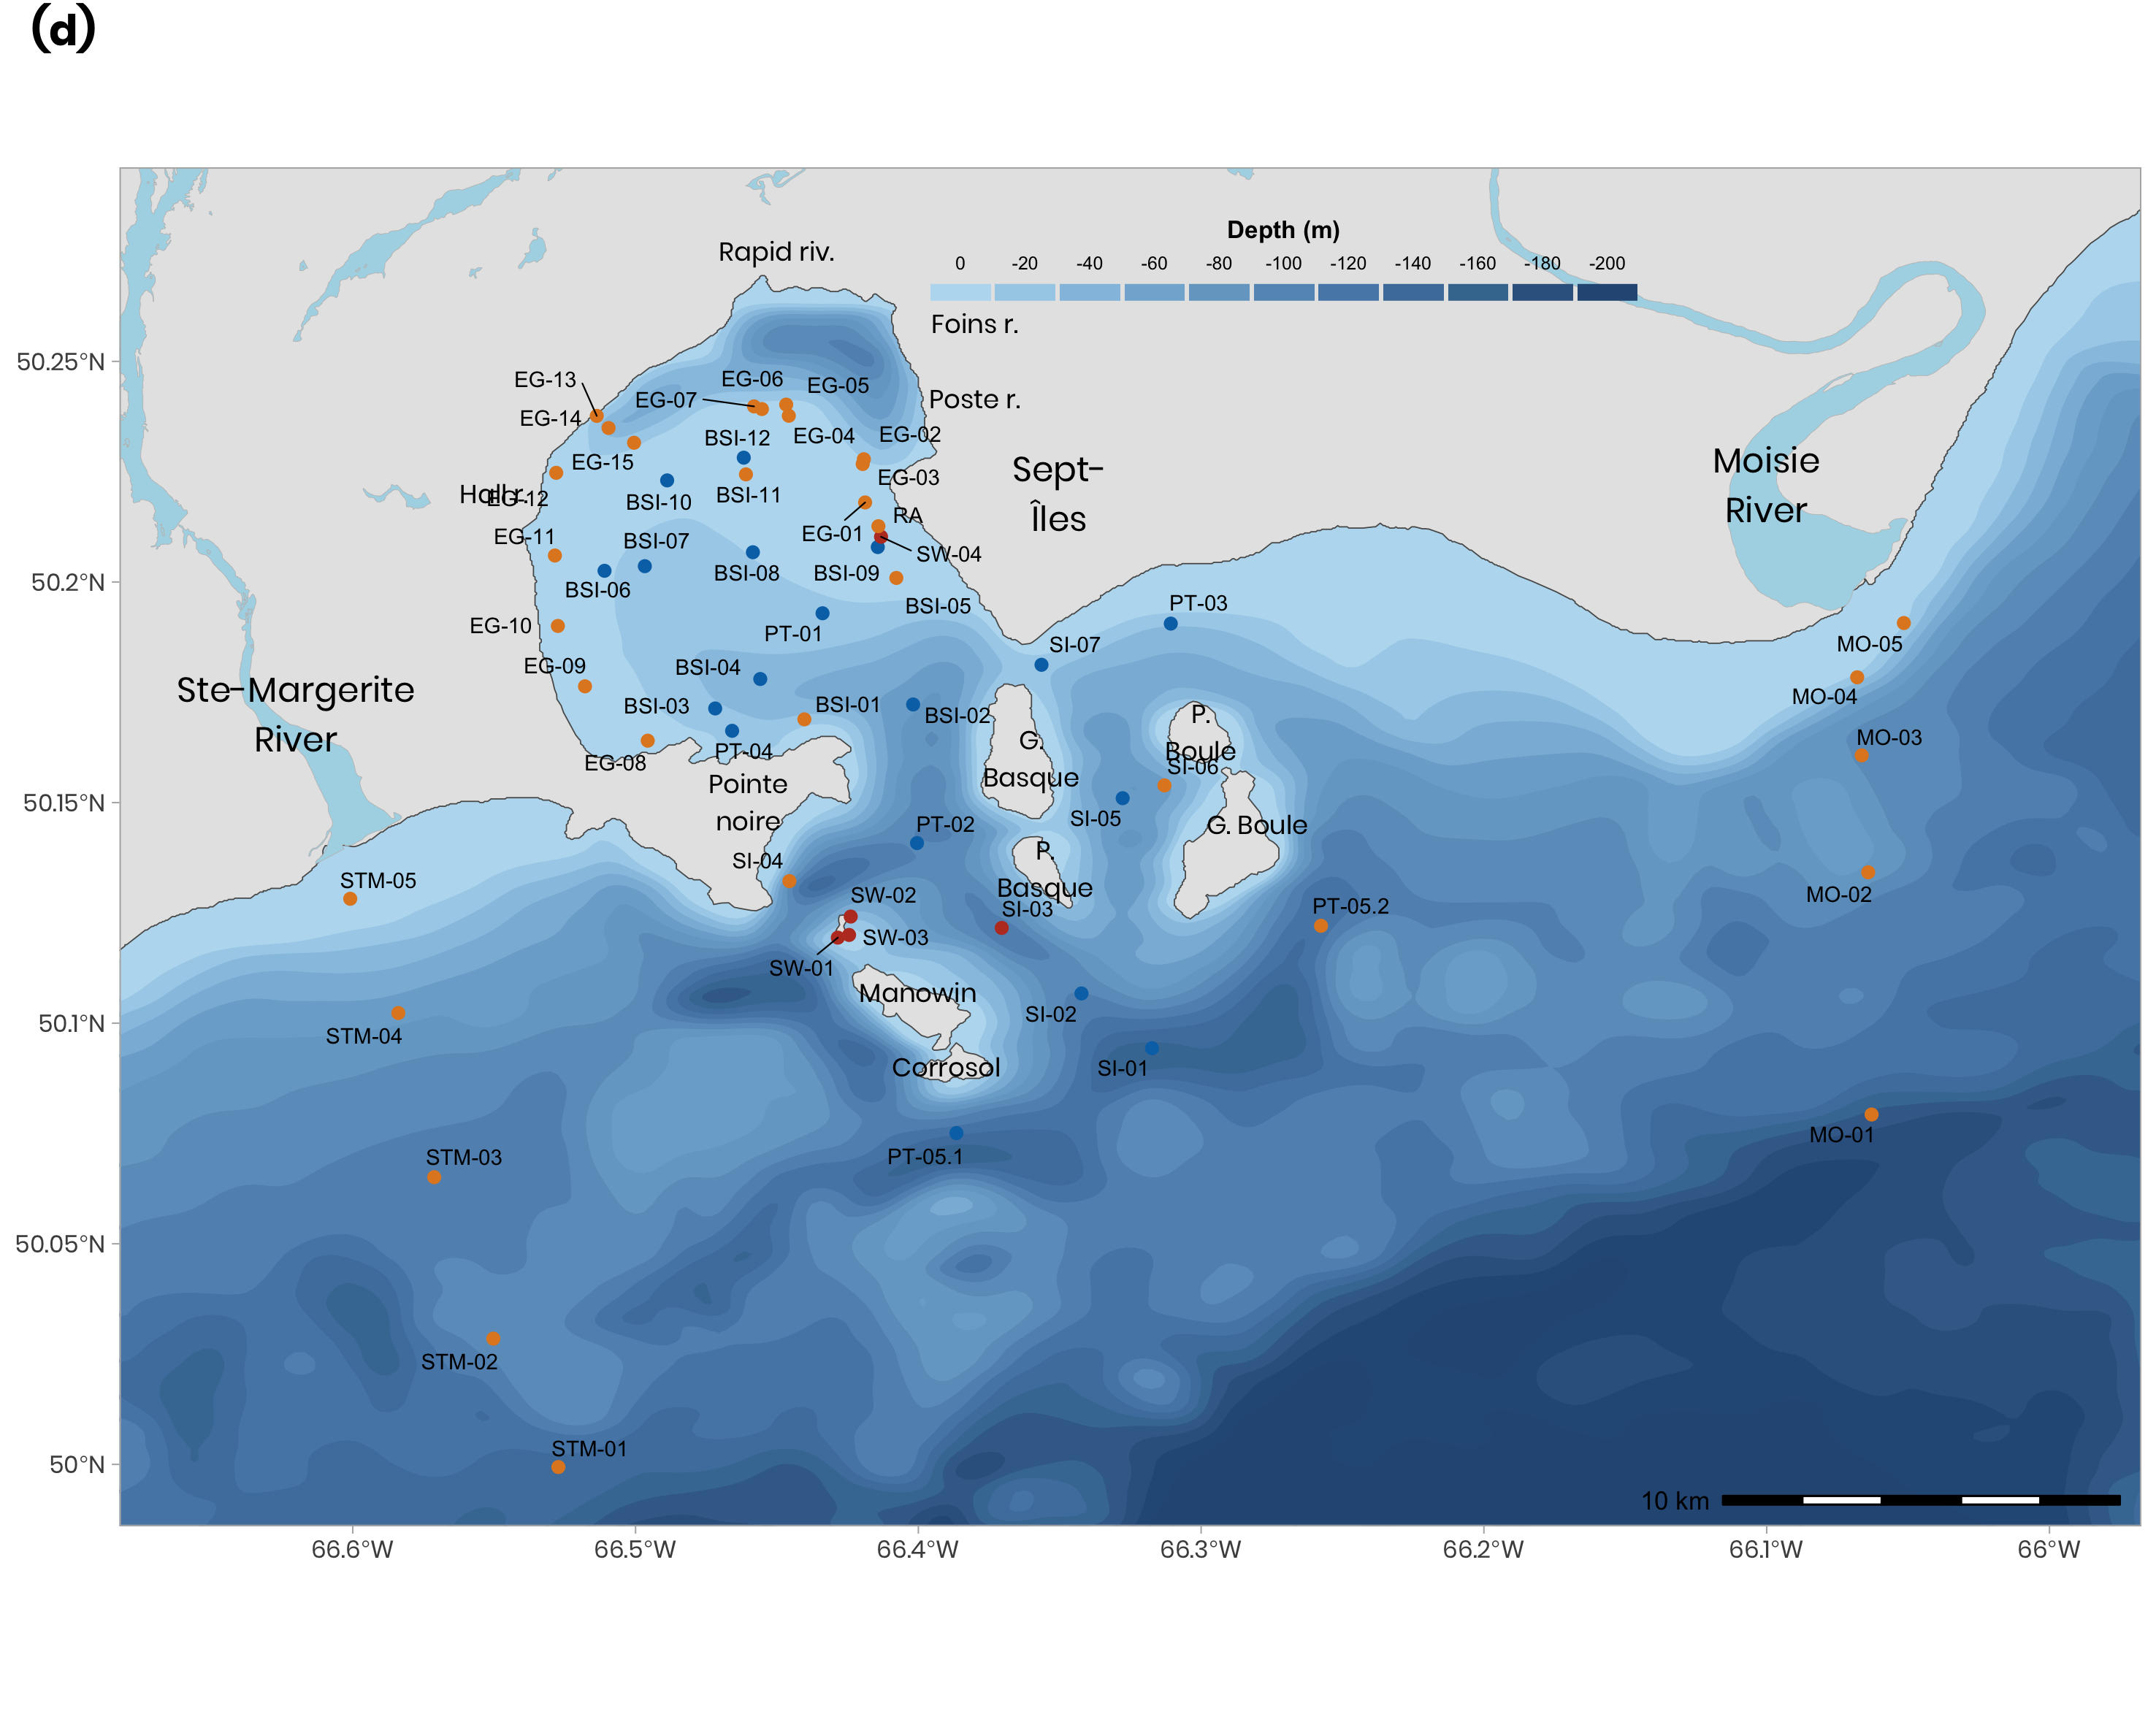 (d)
Rapid riv.
Depth (m)
0 -20 -40 -60 -80 -100 -120 -140 -160 -180 -200
Foins r.
50.25°N
EG-13
EG-06
EG-05
EG-07
Poste r.
EG-14
BSI-12
EG-04
EG-02
EG-15
EG-03
Sept-
Îles
Moisie
River
Hall r.
EG-12
BSI-10
BSI-11
RA
EG-11
BSI-07
EG-01
SW-04
50.2°N
BSI-06
BSI-08
BSI-09
BSI-05
PT-03
EG-10
PT-01
SI-07
MO-05
EG-09
BSI-04
Ste-Margerite
River
BSI-03
BSI-01
BSI-02
MO-04
P.
Boule
G.
Basque
MO-03
PT-04
EG-08
SI-06
Pointe
noire
50.15°N
SI-05
PT-02
G. Boule
SI-04
P.
Basque
STM-05
SW-02
SI-03
PT-05.2
MO-02
SW-03
SW-01
Manowin
50.1°N
STM-04
SI-02
Corrosol
SI-01
MO-01
STM-03
PT-05.1
50.05°N
STM-02
STM-01
50°N
10 km
66.6°W 66.5°W 66.4°W 66.3°W 66.2°W 66.1°W 66°W